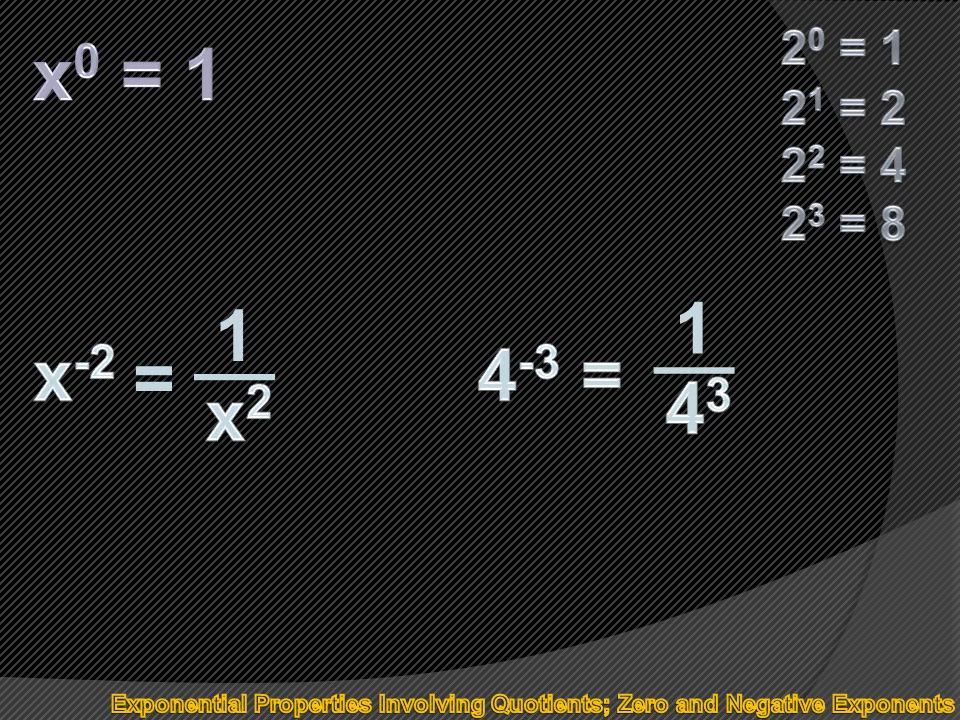 x⁰ = 1
2⁰ = 1
2¹ = 2
2² = 4
2³ = 8
x⁻² = 1/x²
4⁻³ = 1/4³
Exponential Properties Involving Quotients; Zero and Negative Exponents